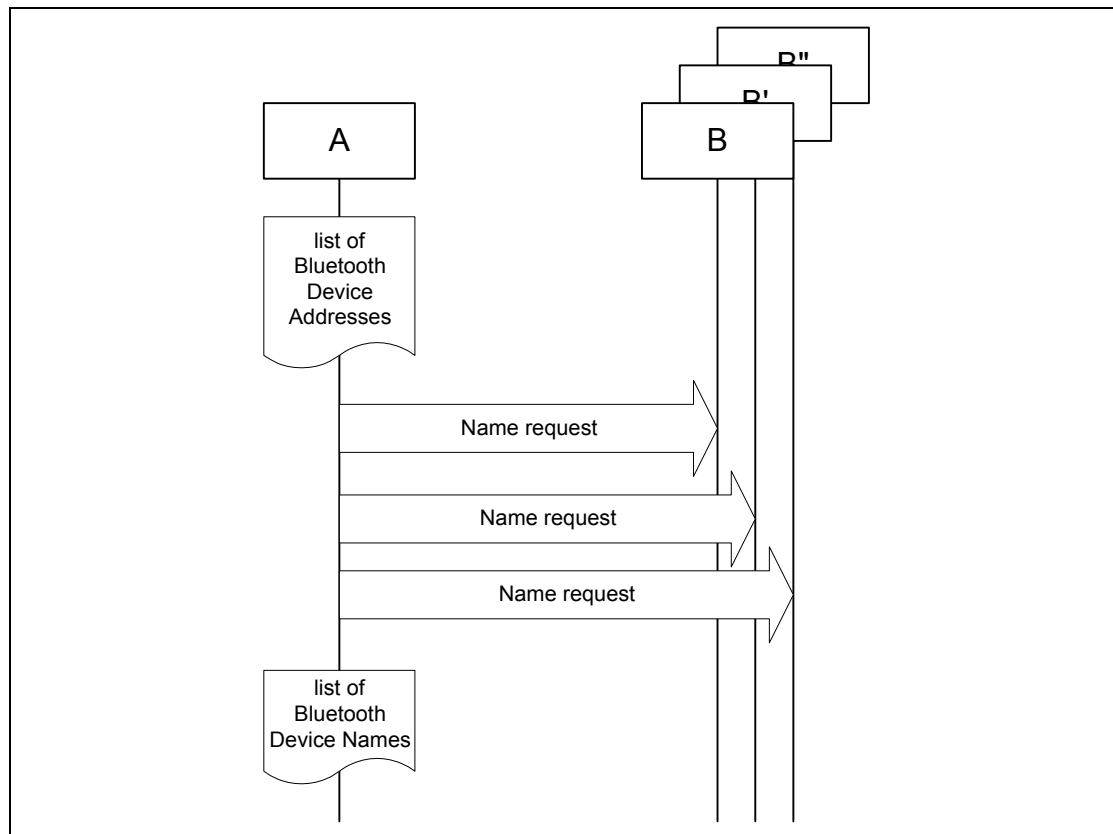 B"
B'
A
B
list of
Bluetooth
Device
Addresses
Name request
Name request
Name request
list of
Bluetooth
Device Names